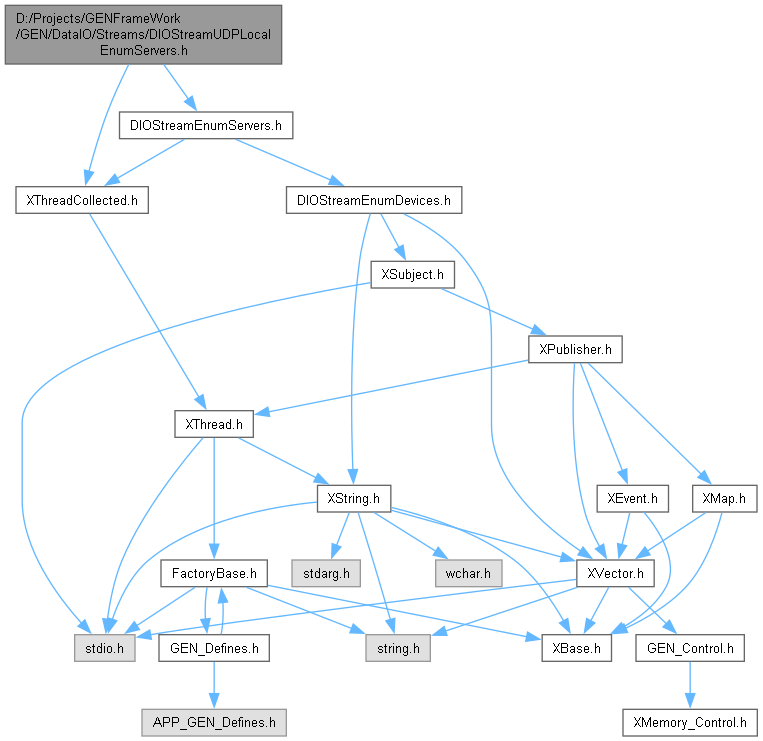 D:/Projects/GENFrameWork
/GEN/DataIO/Streams/DIOStreamUDPLocal
EnumServers.h
DIOStreamEnumServers.h
XThreadCollected.h
DIOStreamEnumDevices.h
XSubject.h
XPublisher.h
XThread.h
XString.h
XEvent.h
XMap.h
FactoryBase.h
stdarg.h
wchar.h
XVector.h
stdio.h
GEN_Defines.h
string.h
XBase.h
GEN_Control.h
APP_GEN_Defines.h
XMemory_Control.h